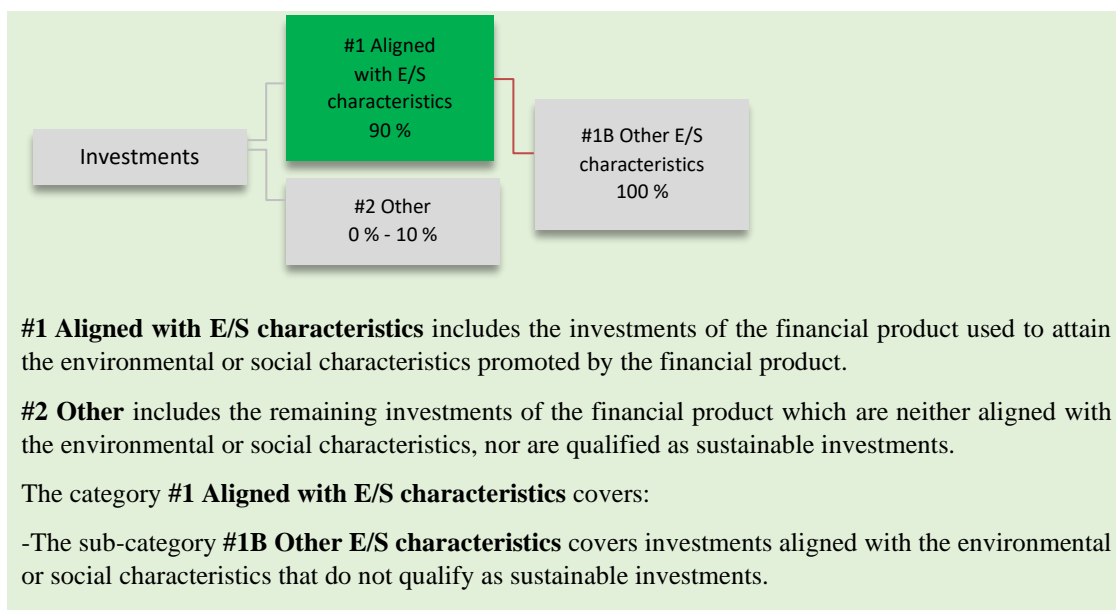 #1 Aligned
with E/S
characteristics
90 %
Investments
#1B Other E/S
characteristics
100 %
#2 Other
0 % - 10 %
#1 Aligned with E/S characteristics includes the investments of the financial product used to attain
the environmental or social characteristics promoted by the financial product.
#2 Other includes the remaining investments of the financial product which are neither aligned with
the environmental or social characteristics, nor are qualified as sustainable investments.
The category #1 Aligned with E/S characteristics covers:
-The sub-category #1B Other E/S characteristics covers investments aligned with the environmental
or social characteristics that do not qualify as sustainable investments.